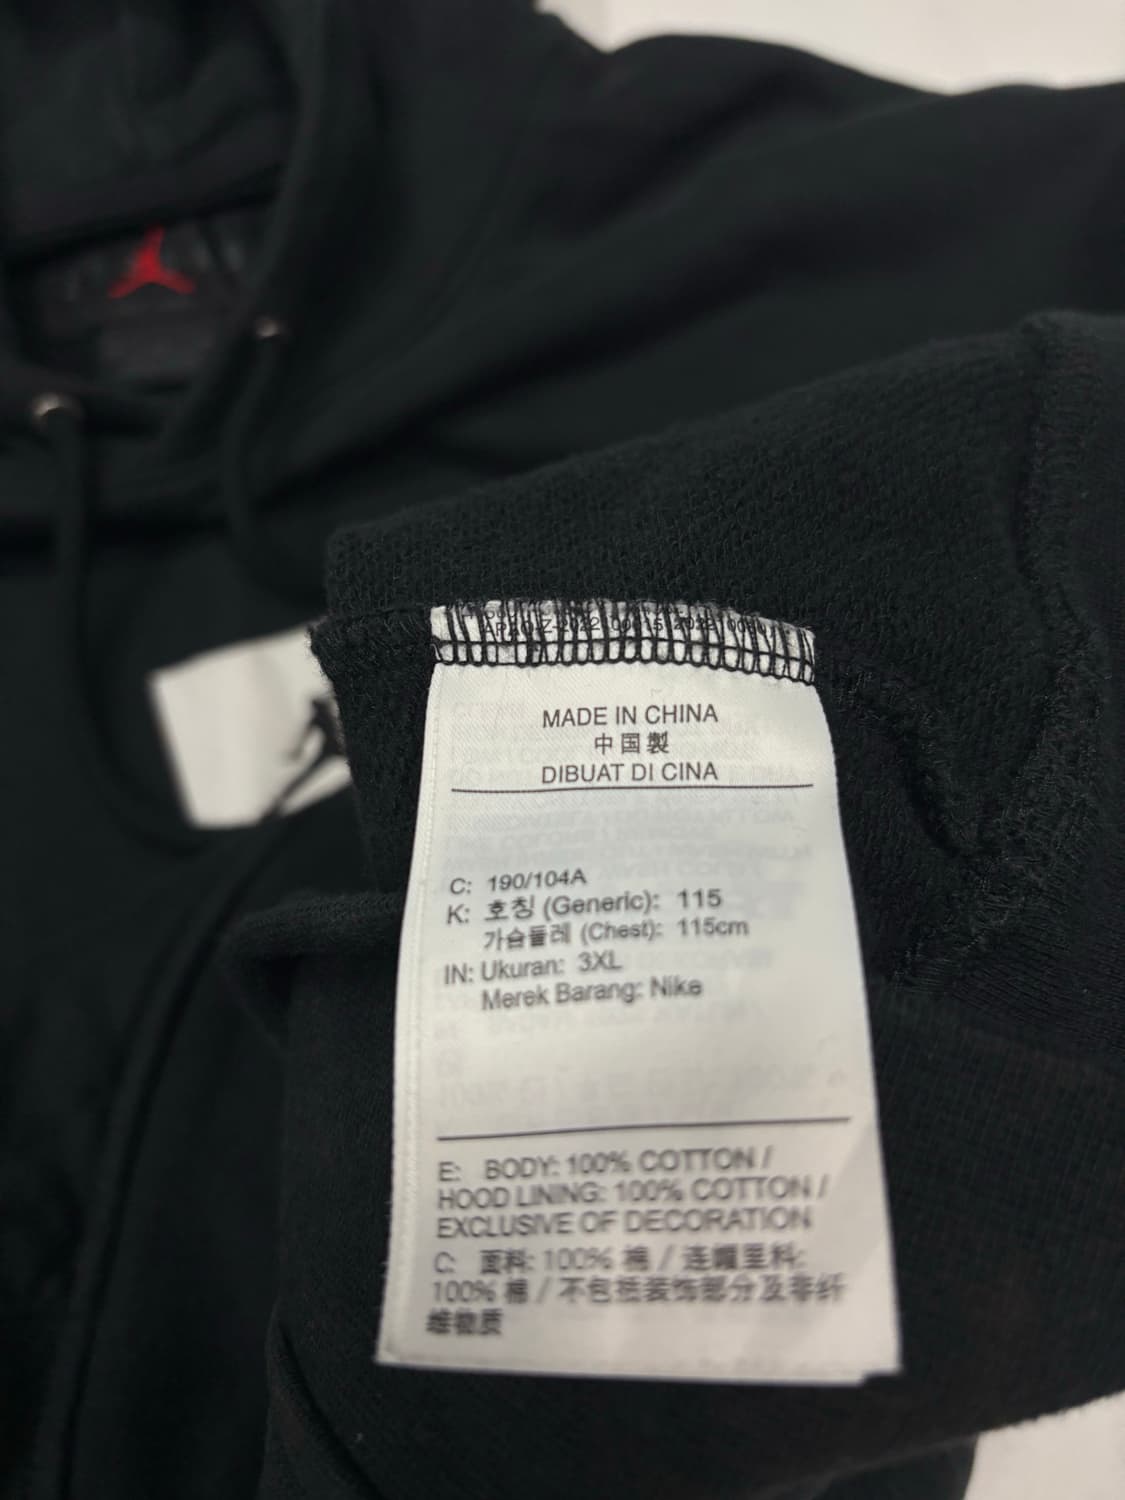 MADE IN CHINA
中国製
DIBUAT DI CINA
C: 190/104A
K: 호칭 (Generic): 115
가슴둘레 (Chest): 115cm
IN: Ukuran: 3XL
Merek Barang: Nike
E: BODY: 100% COTTON /
HOOD LINING: 100% COTTON /
EXCLUSIVE OF DECORATION
C: 面料: 100% 棉 / 连帽里料:
100% 棉 / 不包括装饰部分及非纤
维物质